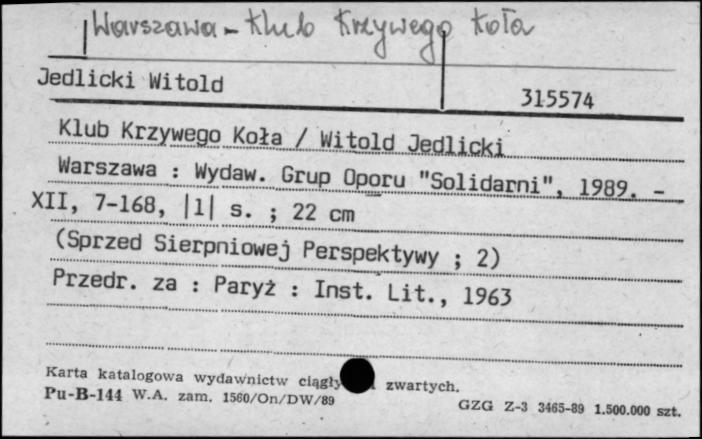 Warszawa - Klub Krzywego Koła
Jedlicki Witold
315574
Klub Krzywego Koła / Witold Jedlicki
Warszawa : Wydaw. Grup Oporu "Solidarni", 1989. -
XII, 7-168, |1| s. ; 22 cm
(Sprzed Sierpniowej Perspektywy ; 2)
Przedr. za : Paryż : Inst. Lit., 1963
Karta katalogowa wydawnictw zwartych.
Pu-B-144 W.A. zam. 1560/On/DW/89
GZG Z-3 3465-89 1.500.000 szt.